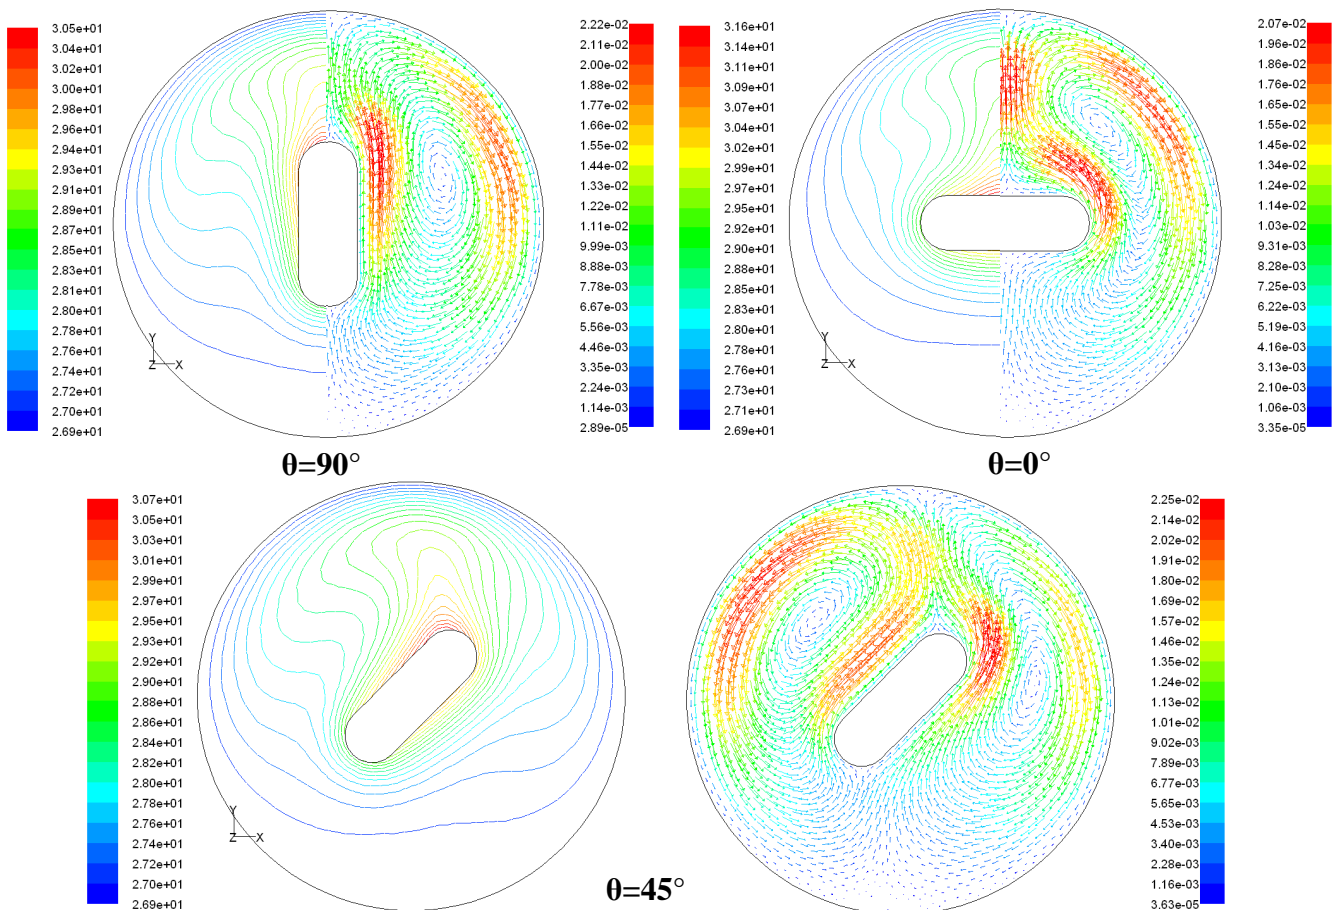 3.05e+01
3.04e+01
3.02e+01
3.00e+01
2.98e+01
2.96e+01
2.94e+01
2.93e+01
2.91e+01
2.89e+01
2.87e+01
2.85e+01
2.83e+01
2.81e+01
2.80e+01
2.78e+01
2.76e+01
2.74e+01
2.72e+01
2.70e+01
2.69e+01
Y
Z X
2.22e-02
2.11e-02
2.00e-02
1.88e-02
1.77e-02
1.66e-02
1.55e-02
1.44e-02
1.33e-02
1.22e-02
1.11e-02
9.99e-03
8.88e-03
7.78e-03
6.67e-03
5.56e-03
4.46e-03
3.35e-03
2.24e-03
1.14e-03
2.89e-05
θ=90°
3.16e+01
3.14e+01
3.11e+01
3.09e+01
3.07e+01
3.04e+01
3.02e+01
2.99e+01
2.97e+01
2.95e+01
2.92e+01
2.90e+01
2.88e+01
2.85e+01
2.83e+01
2.80e+01
2.78e+01
2.76e+01
2.73e+01
2.71e+01
2.69e+01
Y
Z X
2.07e-02
1.96e-02
1.86e-02
1.76e-02
1.65e-02
1.55e-02
1.45e-02
1.34e-02
1.24e-02
1.14e-02
1.03e-02
9.31e-03
8.28e-03
7.25e-03
6.22e-03
5.19e-03
4.16e-03
3.13e-03
2.10e-03
1.06e-03
3.35e-05
θ=0°
3.07e+01
3.05e+01
3.03e+01
3.01e+01
2.99e+01
2.97e+01
2.95e+01
2.93e+01
2.92e+01
2.90e+01
2.88e+01
2.86e+01
2.84e+01
2.82e+01
2.80e+01
2.78e+01
2.76e+01
2.74e+01
2.72e+01
2.70e+01
2.69e+01
Y
Z X
2.25e-02
2.14e-02
2.02e-02
1.91e-02
1.80e-02
1.69e-02
1.57e-02
1.46e-02
1.35e-02
1.24e-02
1.13e-02
1.01e-02
9.02e-03
7.89e-03
6.77e-03
5.65e-03
4.53e-03
3.40e-03
2.28e-03
1.16e-03
3.63e-05
θ=45°